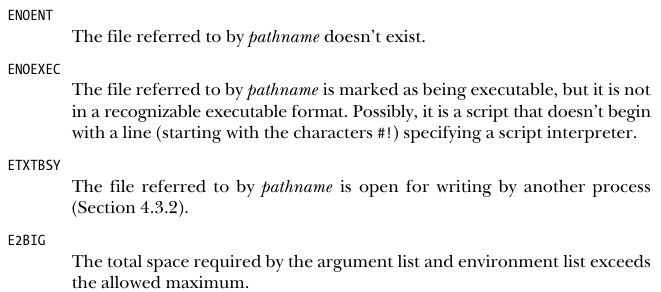 ENOENT
The file referred to by pathname doesn't exist.
ENOEXEC
The file referred to by pathname is marked as being executable, but it is not
in a recognizable executable format. Possibly, it is a script that doesn't begin
with a line (starting with the characters #!) specifying a script interpreter.
ETXTBSY
The file referred to by pathname is open for writing by another process
(Section 4.3.2).
E2BIG
The total space required by the argument list and environment list exceeds
the allowed maximum.